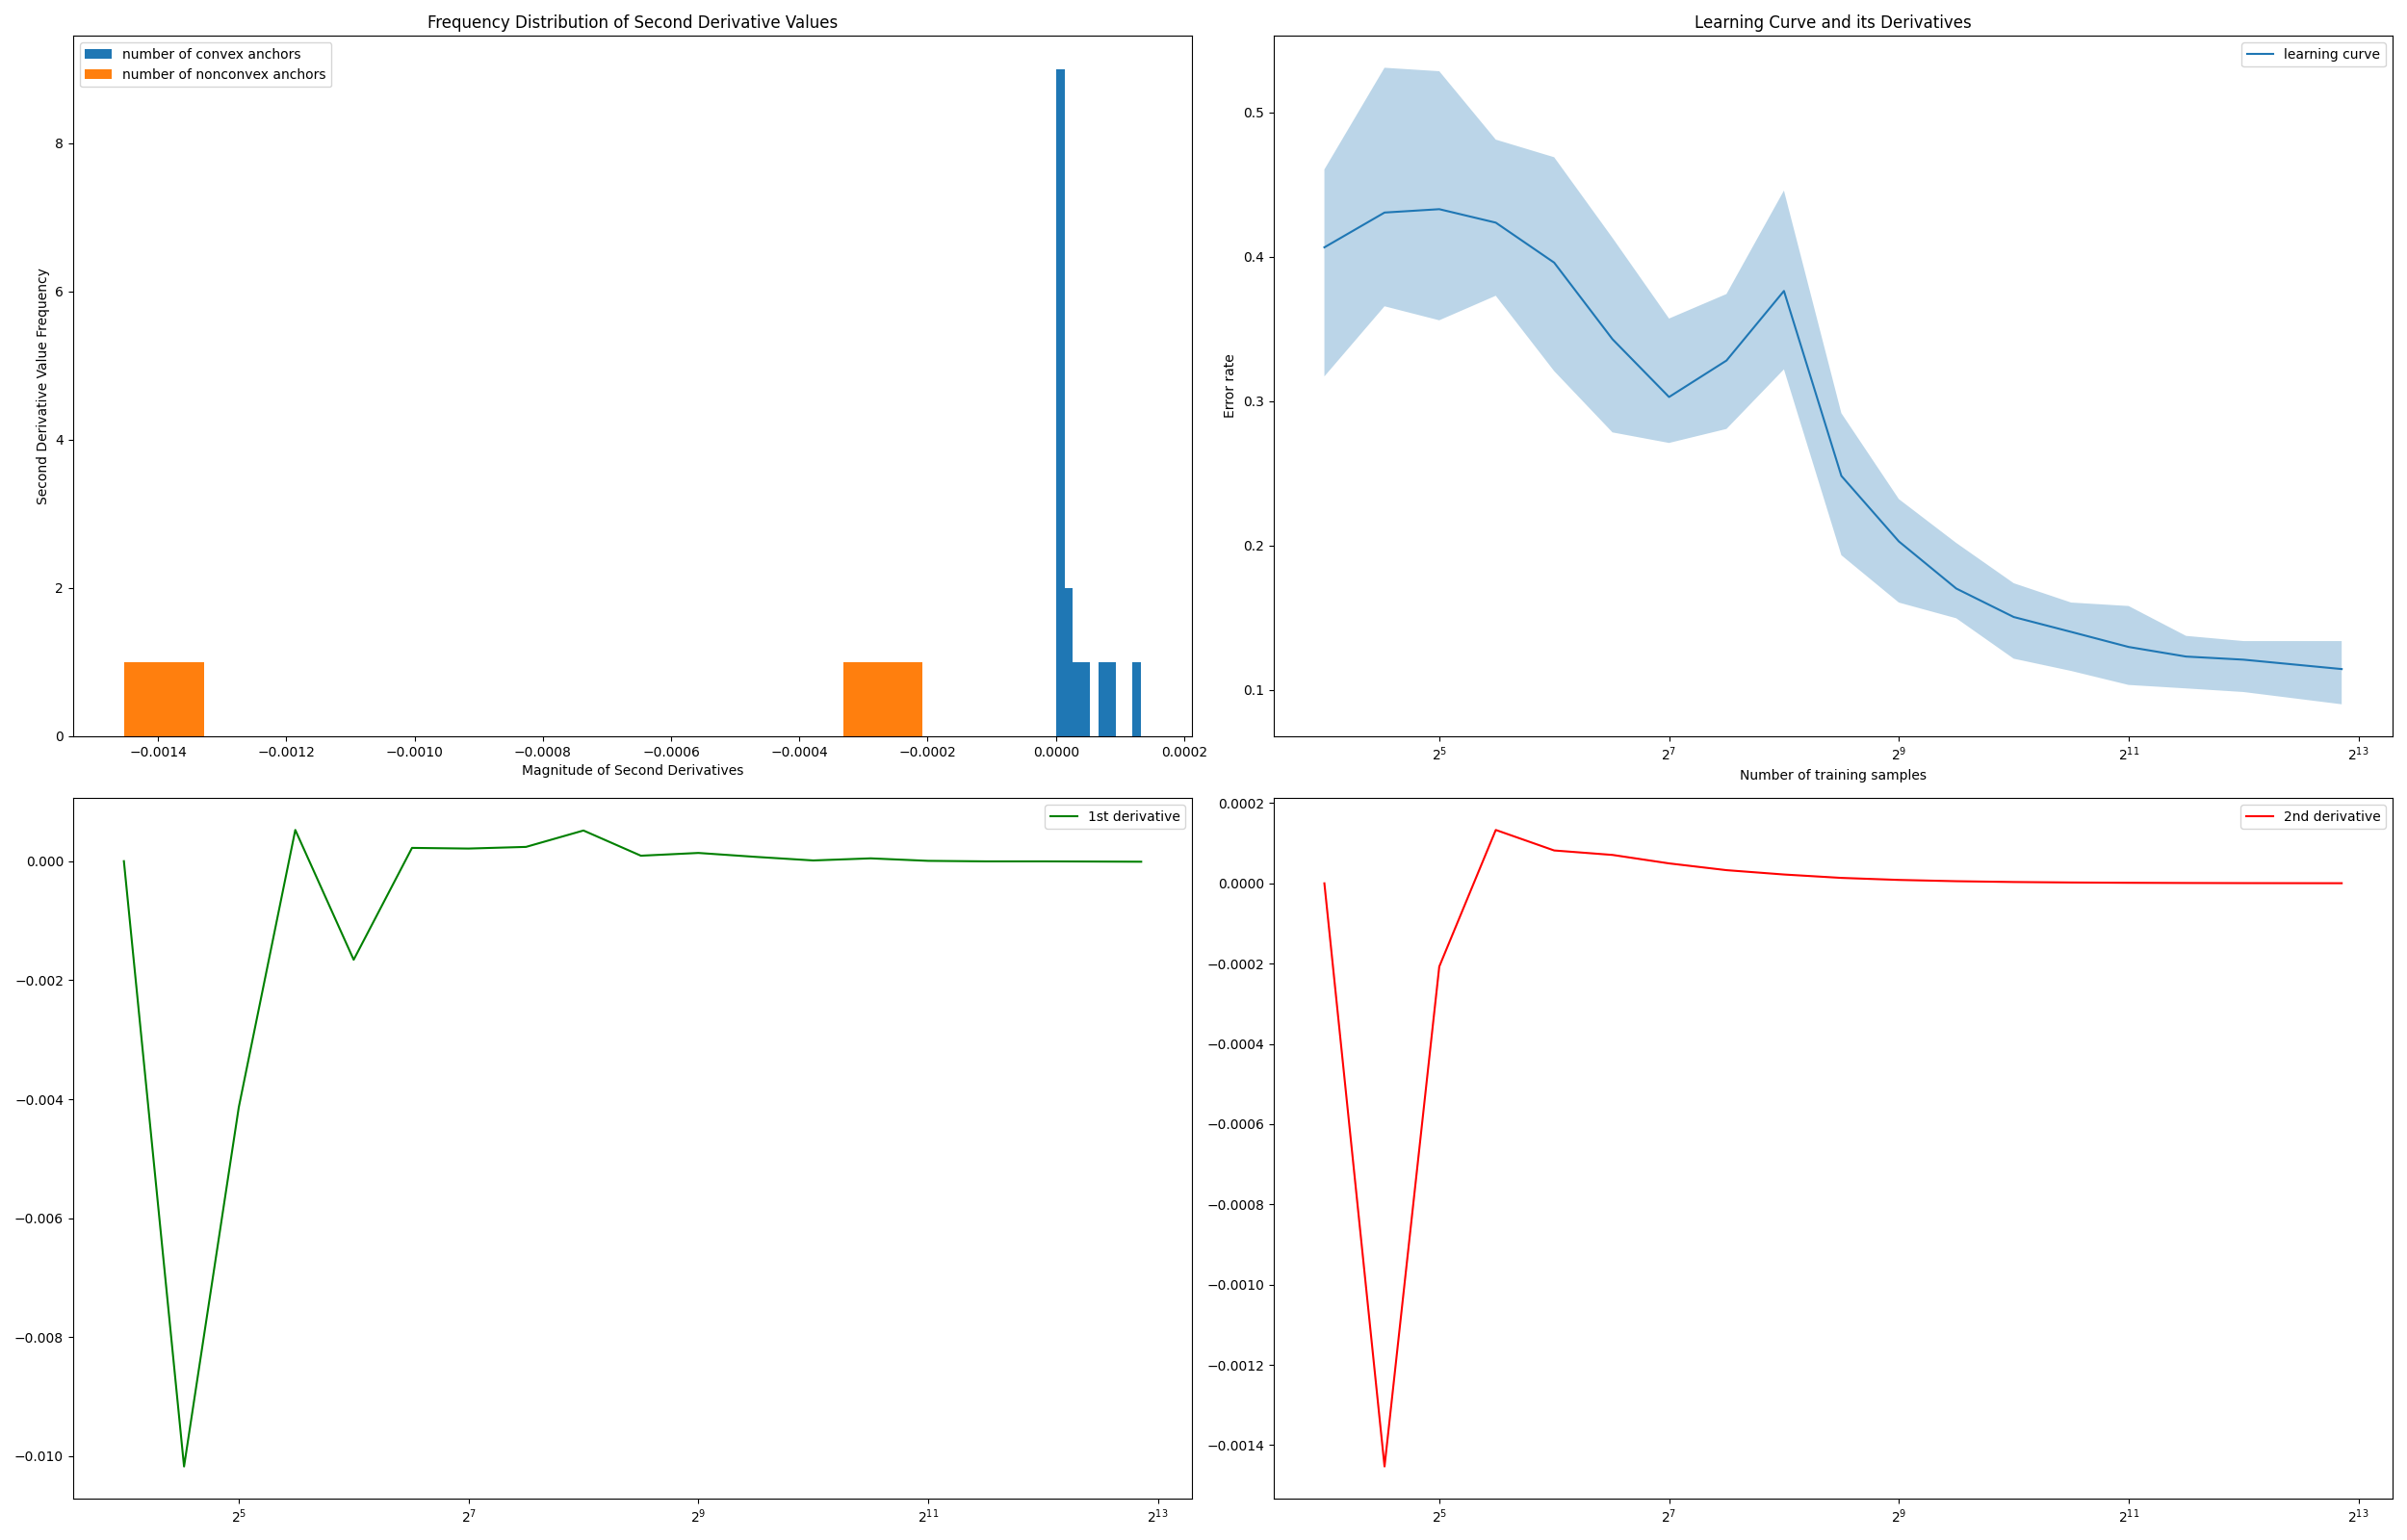 Frequency Distribution of Second Derivative Values
number of convex anchors
number of nonconvex anchors
Second Derivative Value Frequency
8
6
4
2
0
−0.0014 −0.0012 −0.0010 −0.0008 −0.0006 −0.0004 −0.0002 0.0000 0.0002
Magnitude of Second Derivatives
Learning Curve and its Derivatives
learning curve
Error rate
0.5
0.4
0.3
0.2
0.1
2^5 2^7 2^9 2^11 2^13
Number of training samples
1st derivative
0.000
−0.002
−0.004
−0.006
−0.008
−0.010
2^5 2^7 2^9 2^11 2^13
2nd derivative
0.0002
0.0000
−0.0002
−0.0004
−0.0006
−0.0008
−0.0010
−0.0012
−0.0014
2^5 2^7 2^9 2^11 2^13